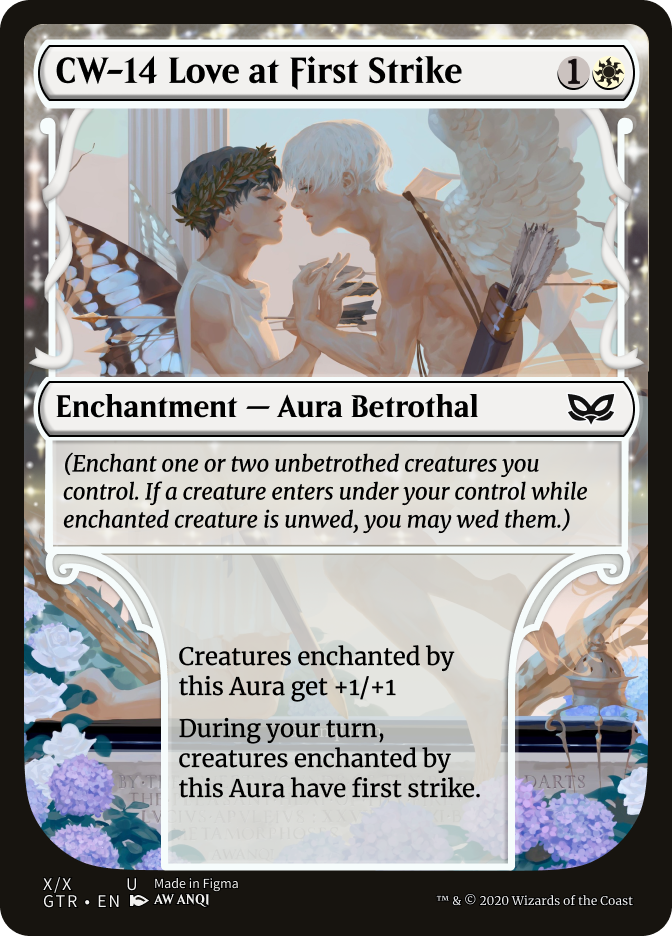 CW-14 Love at First Strike
1
Enchantment — Aura Betrothal
(Enchant one or two unbetrothed creatures you
control. If a creature enters under your control while
enchanted creature is unwed, you may wed them.)
Creatures enchanted by
this Aura get +1/+1
During your turn,
creatures enchanted by
this Aura have first strike.
DARTS
X/X U Made in Figma
GTR • EN AW ANQI
™ & © 2020 Wizards of the Coast